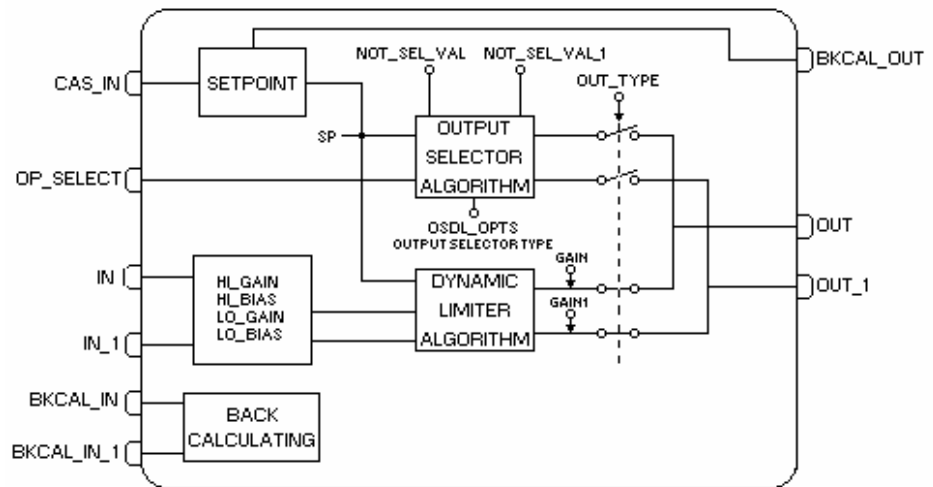 NOT_SEL_VAL
NOT_SEL_VAL_1
BKCAL_OUT
CAS_IN
SETPOINT
OUT_TYPE
SP
OUTPUT
SELECTOR
ALGORITHM
OP_SELECT
OSDL_OPTS
OUTPUT SELECTOR TYPE
OUT
GAIN
IN
HI_GAIN
HI_BIAS
LO_GAIN
LO_BIAS
DYNAMIC
LIMITER
ALGORITHM
GAIN1
OUT_1
IN_1
BKCAL_IN
BACK
CALCULATING
BKCAL_IN_1